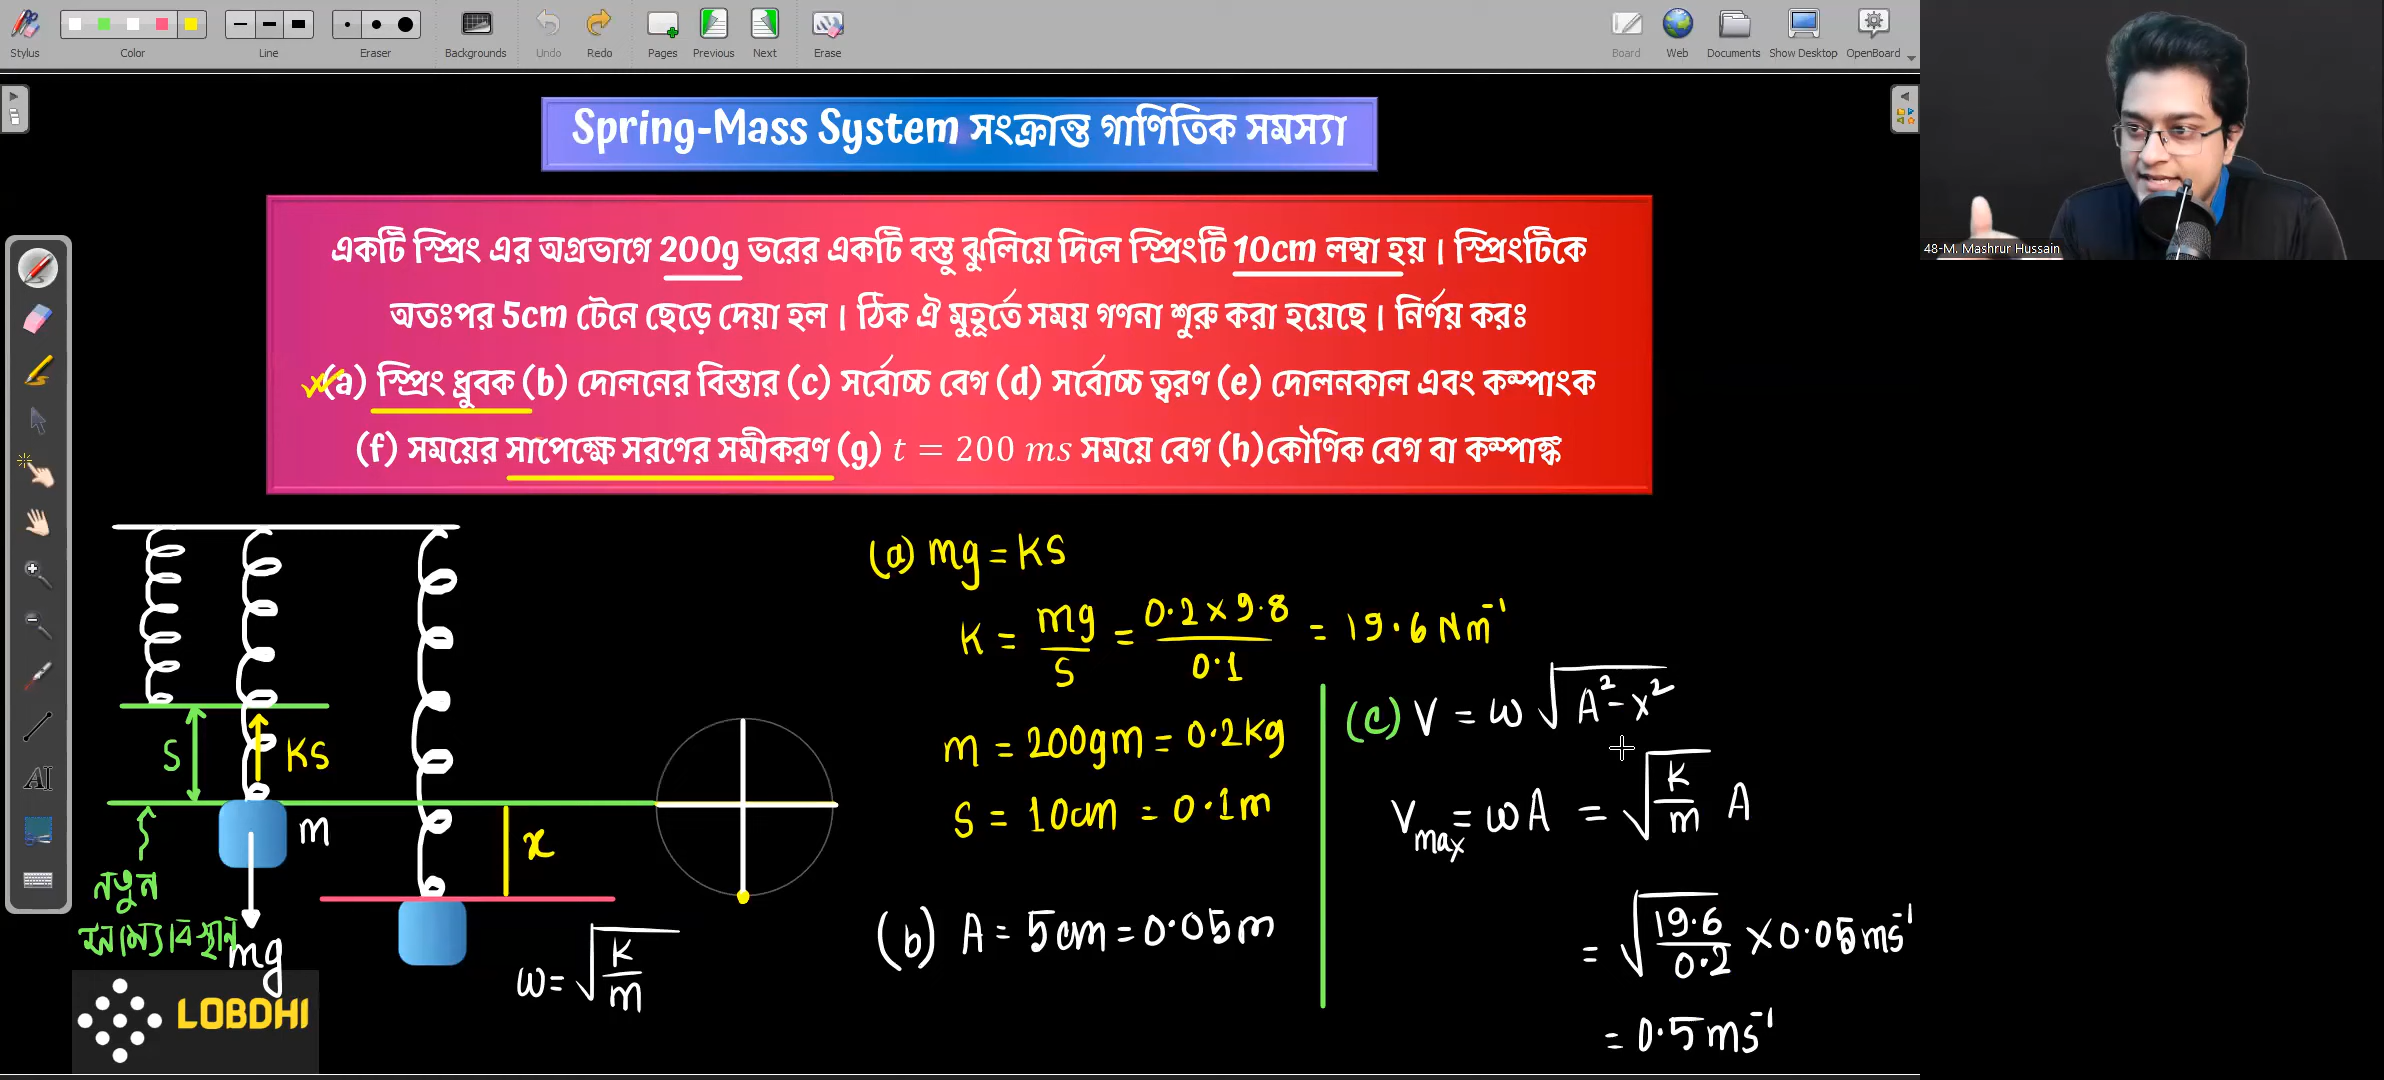 Stylus
Color
Line
Eraser
Backgrounds
Undo
Redo
Pages
Previous
Next
Erase
Board
Web
Documents
Show Desktop
OpenBoard
48-M. Mashrur Hussain
Spring-Mass System সংক্রান্ত গাণিতিক সমস্যা
একটি স্প্রিং এর অগ্রভাগে 200g ভরের একটি বস্তু ঝুলিয়ে দিলে স্প্রিংটি 10cm লম্বা হয়। স্প্রিংটিকে
অতঃপর 5cm টেনে ছেড়ে দেয়া হল। ঠিক ঐ মুহূর্তে সময় গণনা শুরু করা হয়েছে। নির্ণয় করঃ
(a) স্প্রিং ধ্রুবক (b) দোলনের বিস্তার (c) সর্বোচ্চ বেগ (d) সর্বোচ্চ ত্বরণ (e) দোলনকাল এবং কম্পাংক
(f) সময়ের সাপেক্ষে সরণের সমীকরণ (g) t = 200 ms সময়ে বেগ (h)কৌণিক বেগ বা কম্পাঙ্ক
S
KS
m
x
নতুন
সাম্যাবিস্থান
mg
ω = √(K/m)
LOBDHI
(a) mg = KS
K = mg/S = 0.2 × 9.8/0.1 = 19.6 Nm⁻¹
m = 200gm = 0.2kg
S = 10cm = 0.1m
(b) A = 5cm = 0.05m
(c) V = ω √(A² - x²)
Vmax = ωA = √(K/m) A
= √(19.6/0.2) × 0.05 ms⁻¹
= 0.5 ms⁻¹
AI